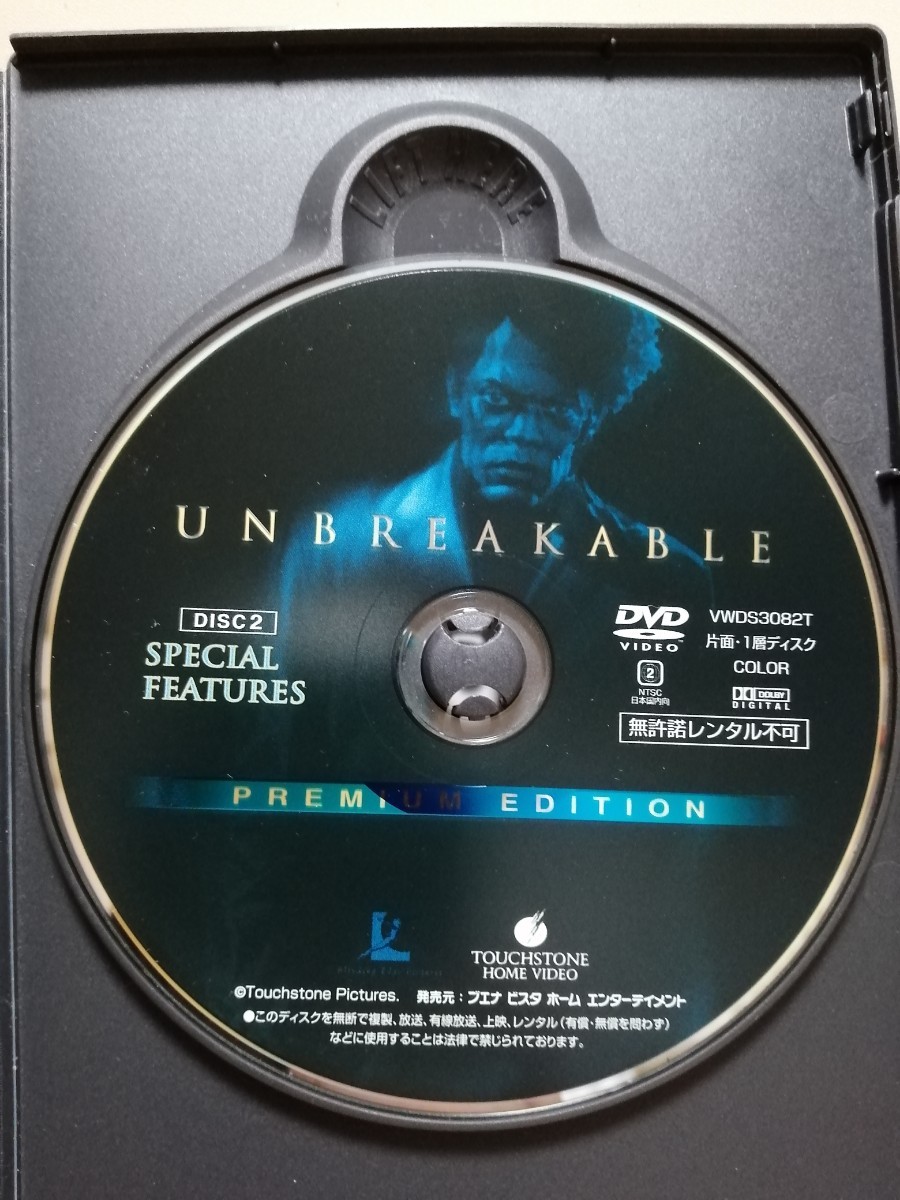 LIFT HERE
UNBREAKABLE
DISC 2
SPECIAL
FEATURES
DVD
VIDEO™
VWDS3082T
片面・1層ディスク
COLOR
2
NTSC
日本国内向
DOLBY
DIGITAL
無許諾レンタル不可
PREMIUM EDITION
TOUCHSTONE
HOME VIDEO
©Touchstone Pictures. 発売元：ブエナ ビスタ ホーム エンターテイメント
●このディスクを無断で複製、放送、有線放送、上映、レンタル（有償・無償を問わず）
などに使用することは法律で禁じられております。